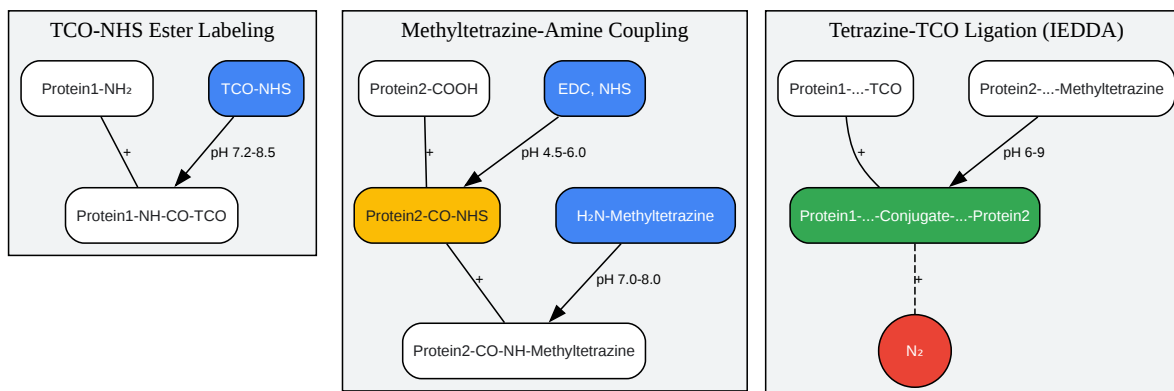 TCO-NHS Ester Labeling
Protein1-NH₂
TCO-NHS
+
pH 7.2-8.5
Protein1-NH-CO-TCO
Methyltetrazine-Amine Coupling
Protein2-COOH
EDC, NHS
+
pH 4.5-6.0
Protein2-CO-NHS
H₂N-Methyltetrazine
+
pH 7.0-8.0
Protein2-CO-NH-Methyltetrazine
Tetrazine-TCO Ligation (IEDDA)
Protein1-...-TCO
Protein2-...-Methyltetrazine
+
pH 6-9
Protein1-...-Conjugate-...-Protein2
+
N₂